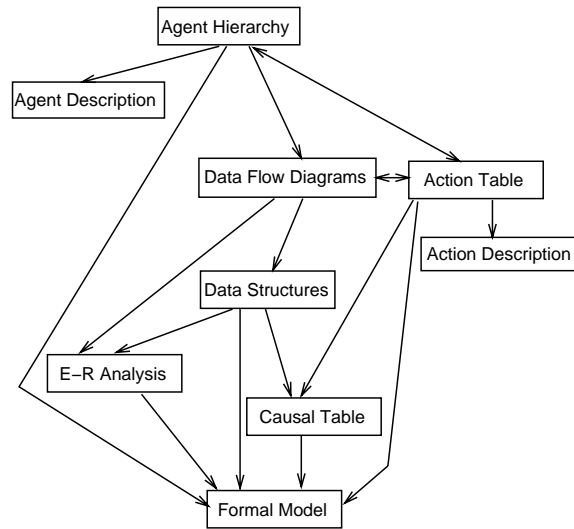 Agent Hierarchy
Agent Description
Data Flow Diagrams
Action Table
Action Description
Data Structures
E−R Analysis
Causal Table
Formal Model